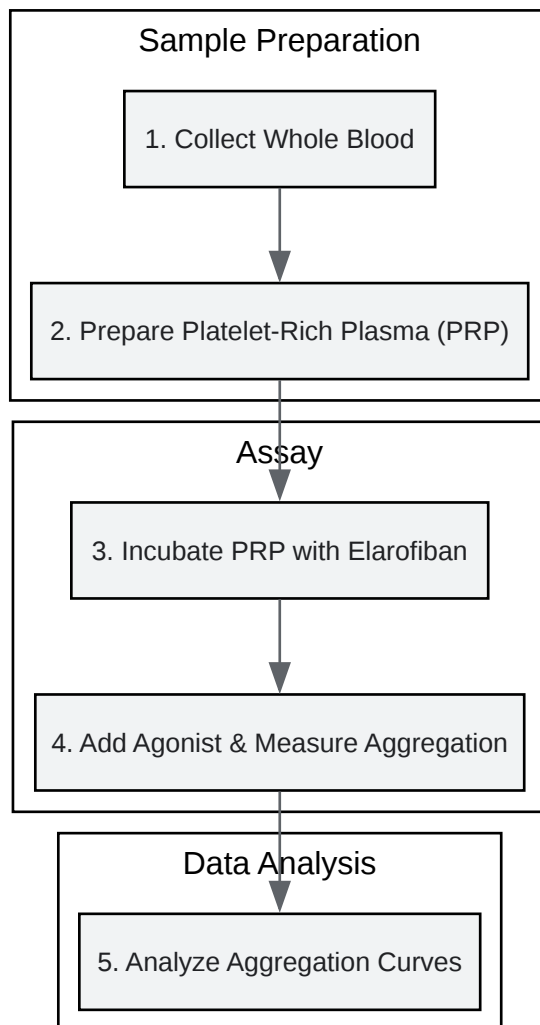 Sample Preparation
1. Collect Whole Blood
2. Prepare Platelet-Rich Plasma (PRP)
Assay
3. Incubate PRP with Elarofiban
4. Add Agonist & Measure Aggregation
Data Analysis
5. Analyze Aggregation Curves